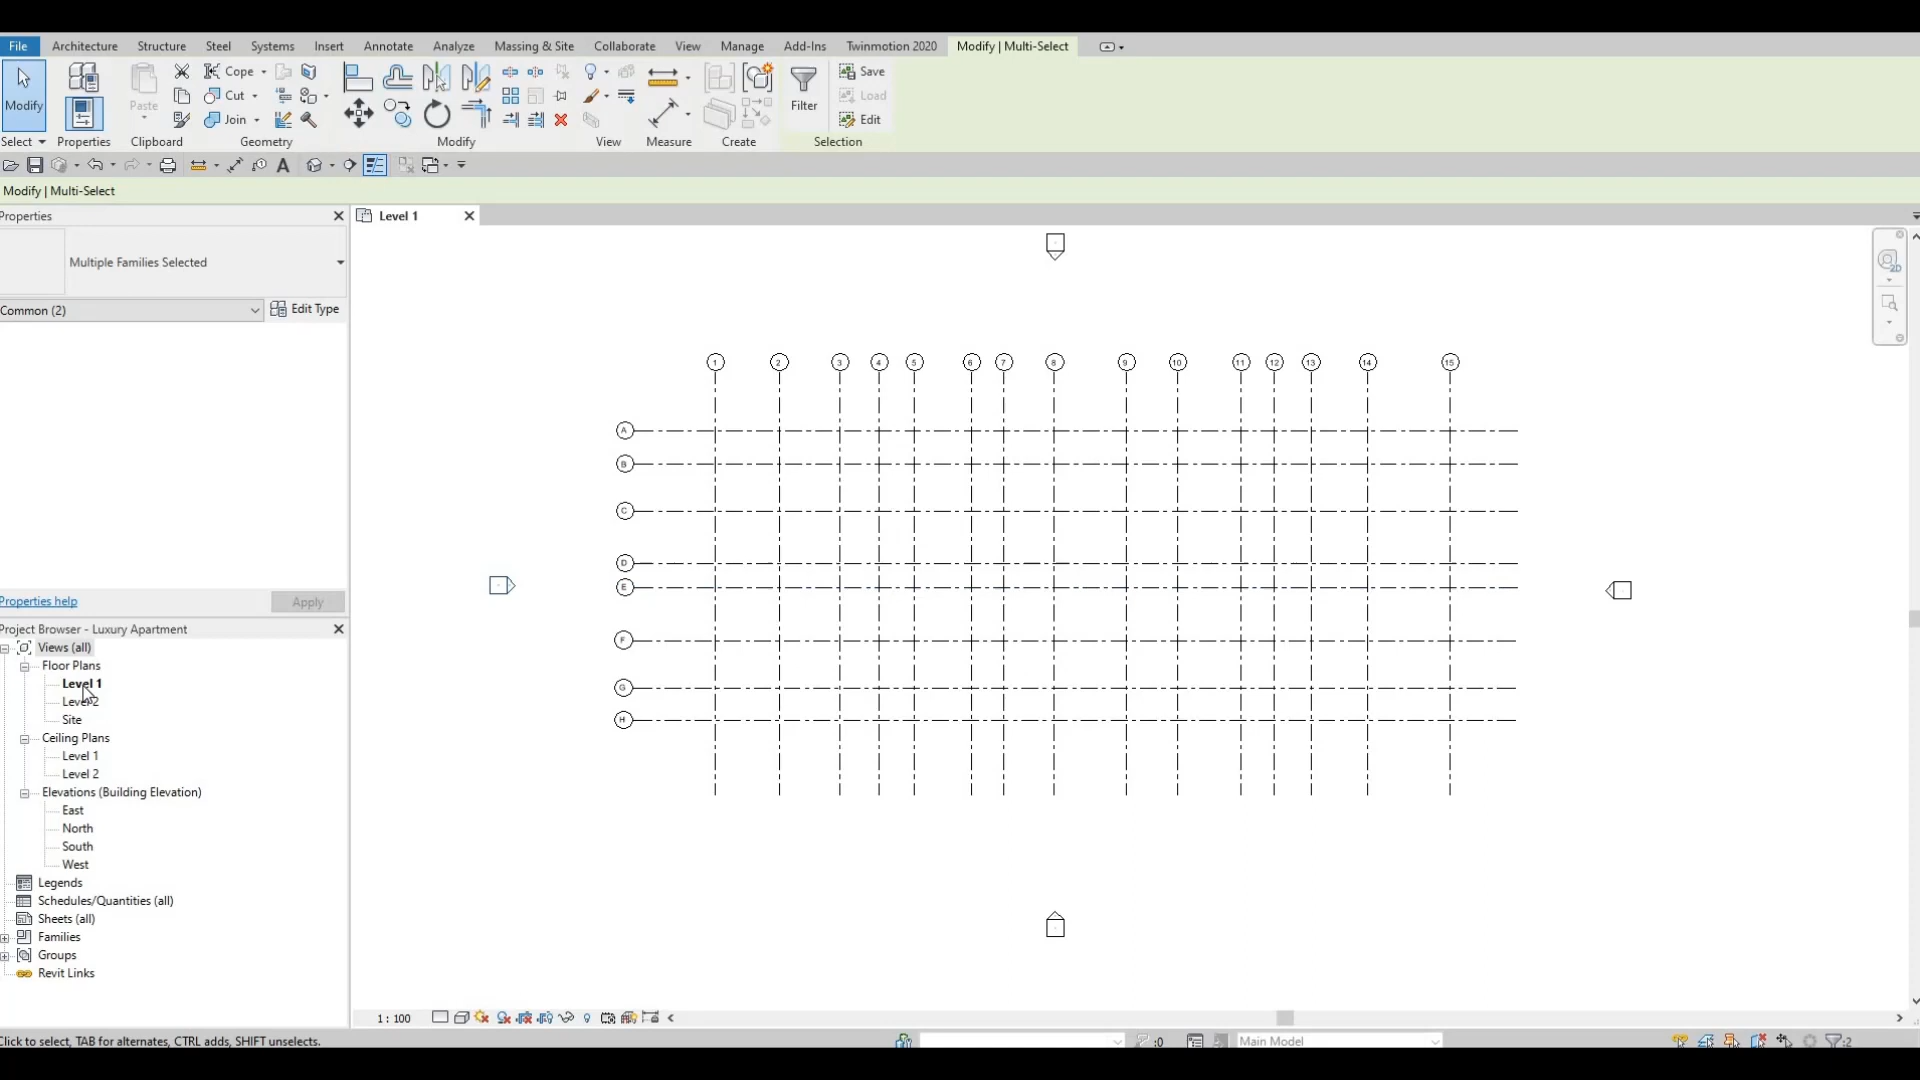 File Architecture Structure Steel Systems Insert Annotate Analyze Massing & Site Collaborate View Manage Add-Ins Twinmotion 2020 Modify | Multi-Select
Modify Paste Cope Cut Join Filter Save Load Edit
Select Properties Clipboard Geometry Modify View Measure Create Selection
A
Modify | Multi-Select
Properties
Level 1
2D
Multiple Families Selected
Common (2)
Edit Type
1 2 3 4 5 6 7 8 9 10 11 12 13 14 15
A
B
C
D
E
F
G
H
Properties help
Apply
Project Browser - Luxury Apartment
Views (all)
Floor Plans
Level 1
Level 2
Site
Ceiling Plans
Level 1
Level 2
Elevations (Building Elevation)
East
North
South
West
Legends
Schedules/Quantities (all)
Sheets (all)
Families
Groups
Revit Links
1 : 100
Click to select, TAB for alternates, CTRL adds, SHIFT unselects.
:0
Main Model
:2